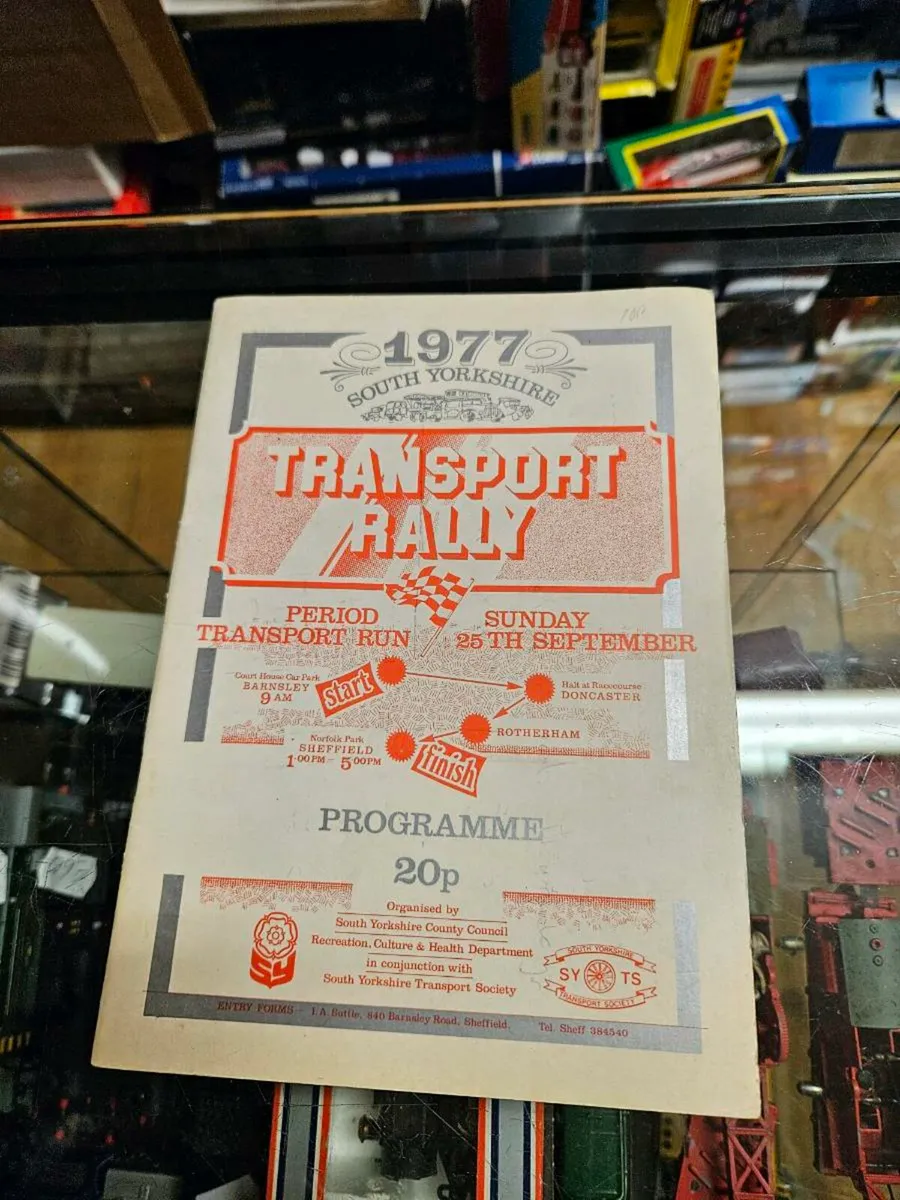 1977
SOUTH YORKSHIRE
TRANSPORT
RALLY
PERIOD
TRANSPORT RUN
SUNDAY
25TH SEPTEMBER
Court House Car Park
BARNSLEY
9 AM
start
Halt at Racecourse
DONCASTER
ROTHERHAM
Norfolk Park
SHEFFIELD
1·00PM – 5·00PM
finish
PROGRAMME
20p
Organised by
South Yorkshire County Council
Recreation, Culture & Health Department
in conjunction with
South Yorkshire Transport Society
SY
SOUTH YORKSHIRE
SY TS
TRANSPORT SOCIETY
ENTRY FORMS – I.A. Suttle, 840 Barnsley Road, Sheffield. Tel. Sheff 384540